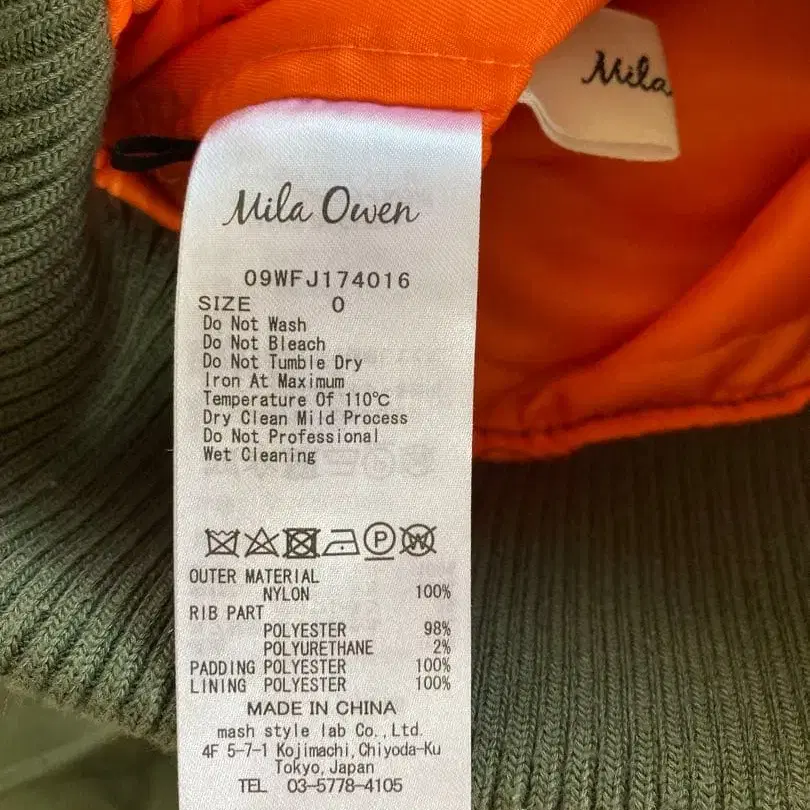 Mila
Mila Owen
09WFJ174016
SIZE 0
Do Not Wash
Do Not Bleach
Do Not Tumble Dry
Iron At Maximum
Temperature Of 110℃
Dry Clean Mild Process
Do Not Professional
Wet Cleaning
P W
OUTER MATERIAL
NYLON 100%
RIB PART
POLYESTER 98%
POLYURETHANE 2%
PADDING POLYESTER 100%
LINING POLYESTER 100%
MADE IN CHINA
mash style lab Co.,Ltd.
4F 5-7-1 Kojimachi,Chiyoda-Ku
Tokyo,Japan
TEL 03-5778-4105